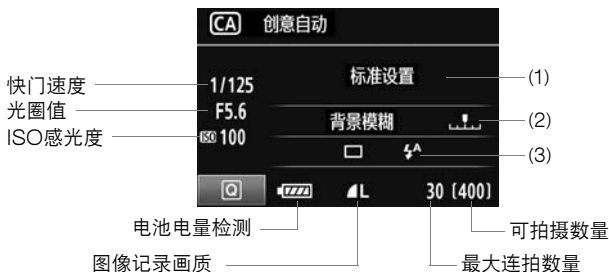 CA 创意自动
快门速度 1/125 标准设置 (1)
光圈值 F5.6
背景模糊 (2)
ISO感光度 ISO 100
(3)
Q L 30 [400]
电池电量检测 可拍摄数量
图像记录画质 最大连拍数量